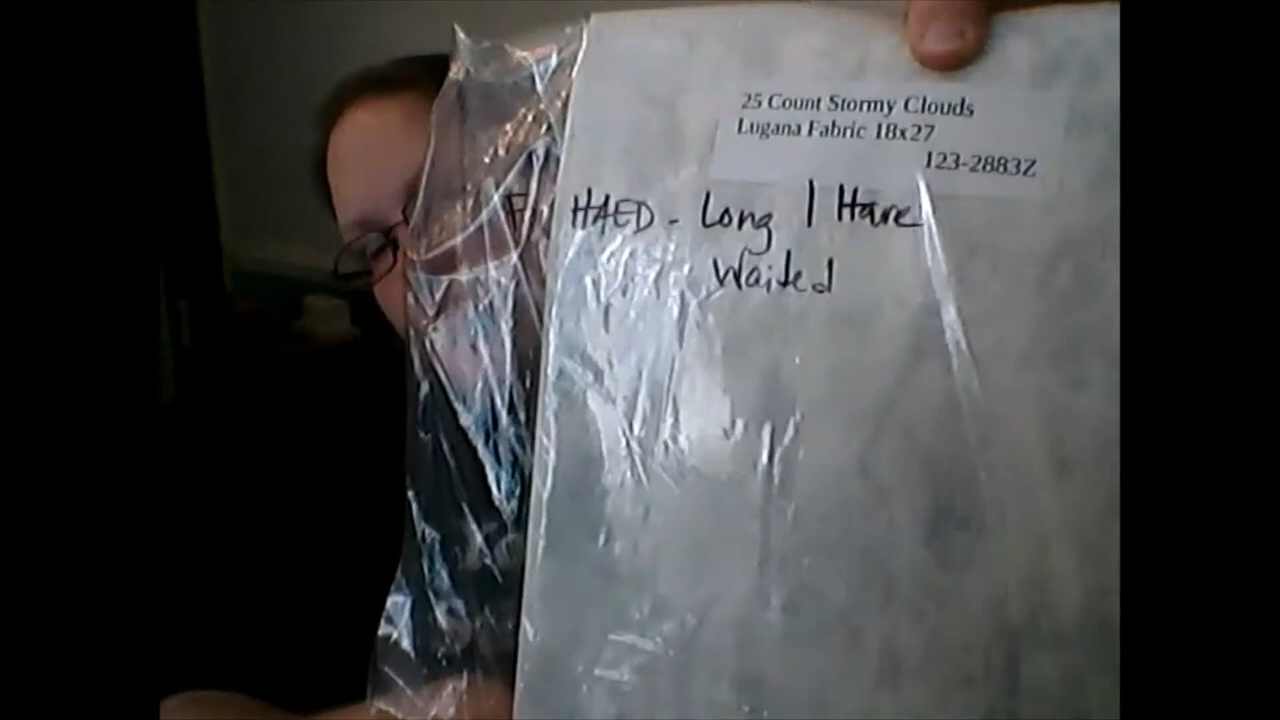 25 Count Stormy Clouds
Lugana Fabric 18x27
123-2883Z
HAED - Long I Have
Waited